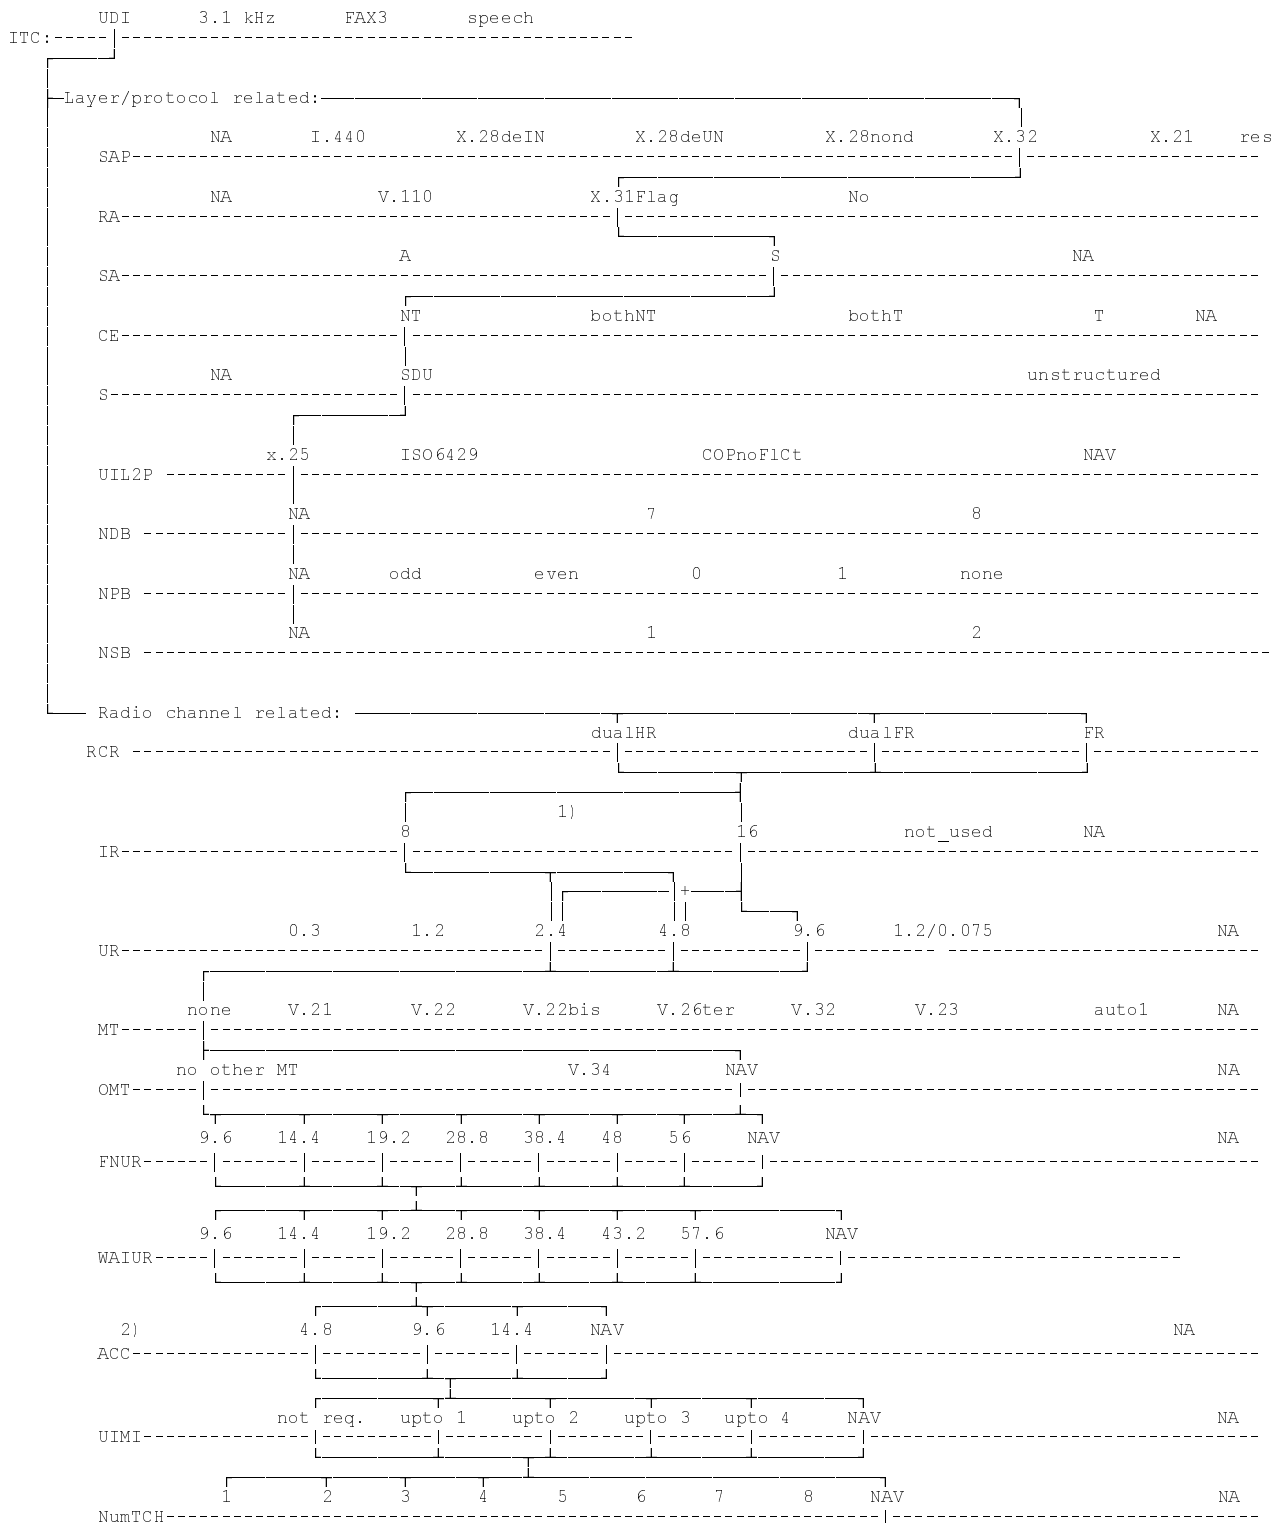 UDI 3.1 kHz FAX3 speech
ITC:
Layer/protocol related:
NA I.440 X.28deIN X.28deUN X.28nond X.32 X.21 res
SAP
NA V.110 X.31Flag No
RA
A S NA
SA
NT bothNT bothT T NA
CE
NA SDU unstructured
S
x.25 ISO6429 COPnoFlCt NAV
UIL2P
NA 7 8
NDB
NA odd even 0 1 none
NPB
NA 1 2
NSB
Radio channel related:
dualHR dualFR FR
RCR
1)
8 16 not_used NA
IR
+
0.3 1.2 2.4 4.8 9.6 1.2/0.075 NA
UR
none V.21 V.22 V.22bis V.26ter V.32 V.23 auto1 NA
MT
no other MT V.34 NAV NA
OMT
9.6 14.4 19.2 28.8 38.4 48 56 NAV NA
FNUR
9.6 14.4 19.2 28.8 38.4 43.2 57.6 NAV
WAIUR
2) 4.8 9.6 14.4 NAV NA
ACC
not req. upto 1 upto 2 upto 3 upto 4 NAV NA
UIMI
1 2 3 4 5 6 7 8 NAV NA
NumTCH